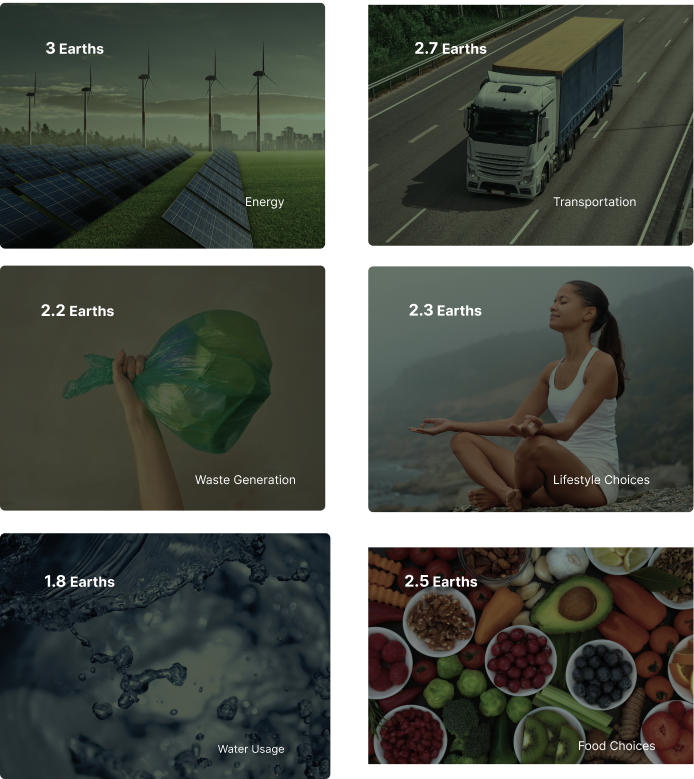 3 Earths
Energy
2.7 Earths
Transportation
2.2 Earths
Waste Generation
2.3 Earths
Lifestyle Choices
1.8 Earths
Water Usage
2.5 Earths
Food Choices